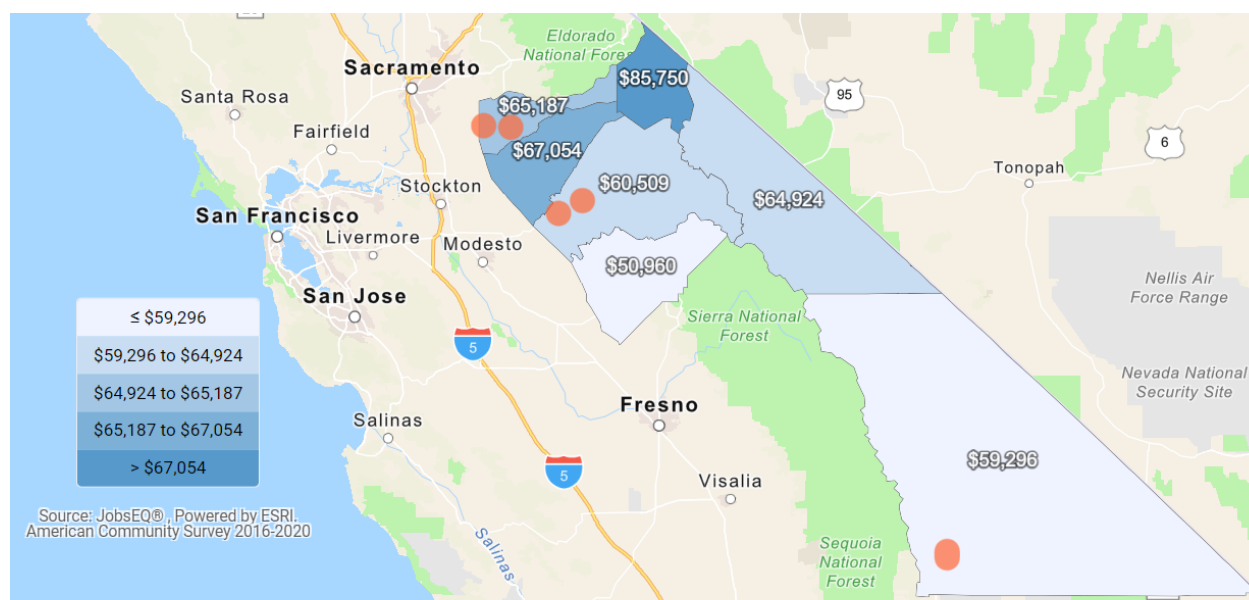 Eldorado
National Fores
Sacramento
$85,750
95
Santa Rosa
$65,187
Fairfield
$67,054
6
Tonopah
Stockton
$60,509
$64,924
San Francisco
Livermore
Modesto
$50,960
Nellis Air
Force Range
San Jose
≤ $59,296
$59,296 to $64,924
$64,924 to $65,187
$65,187 to $67,054
> $67,054
Sierra National
Forest
5
Nevada National
Security Site
Fresno
Salinas
$59,296
5
Visalia
Source: JobsEQ® , Powered by ESRI.
American Community Survey 2016-2020
Salinas
Sequoia
National
Forest